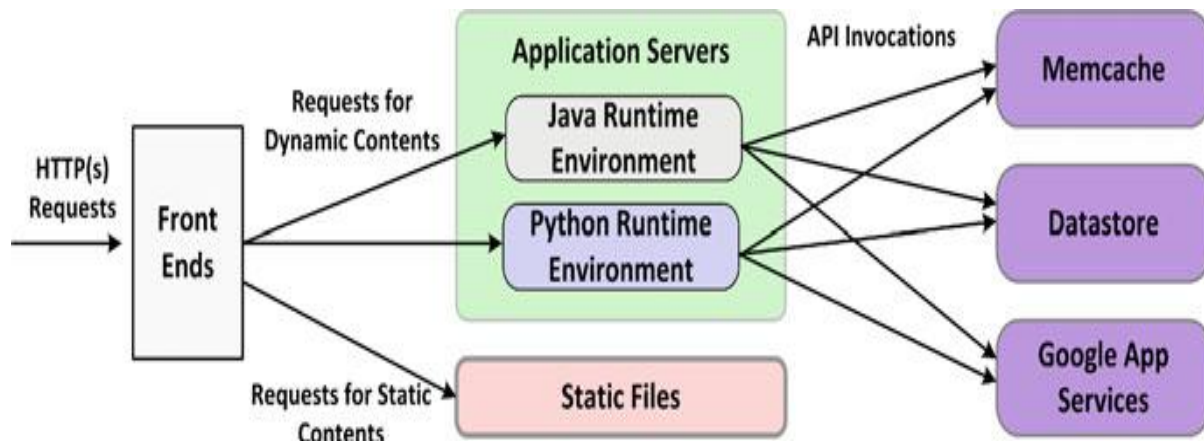 HTTP(s)
Requests
Front
Ends
Requests for
Dynamic Contents
Requests for Static
Contents
Application Servers
Java Runtime
Environment
Python Runtime
Environment
Static Files
API Invocations
Memcache
Datastore
Google App
Services